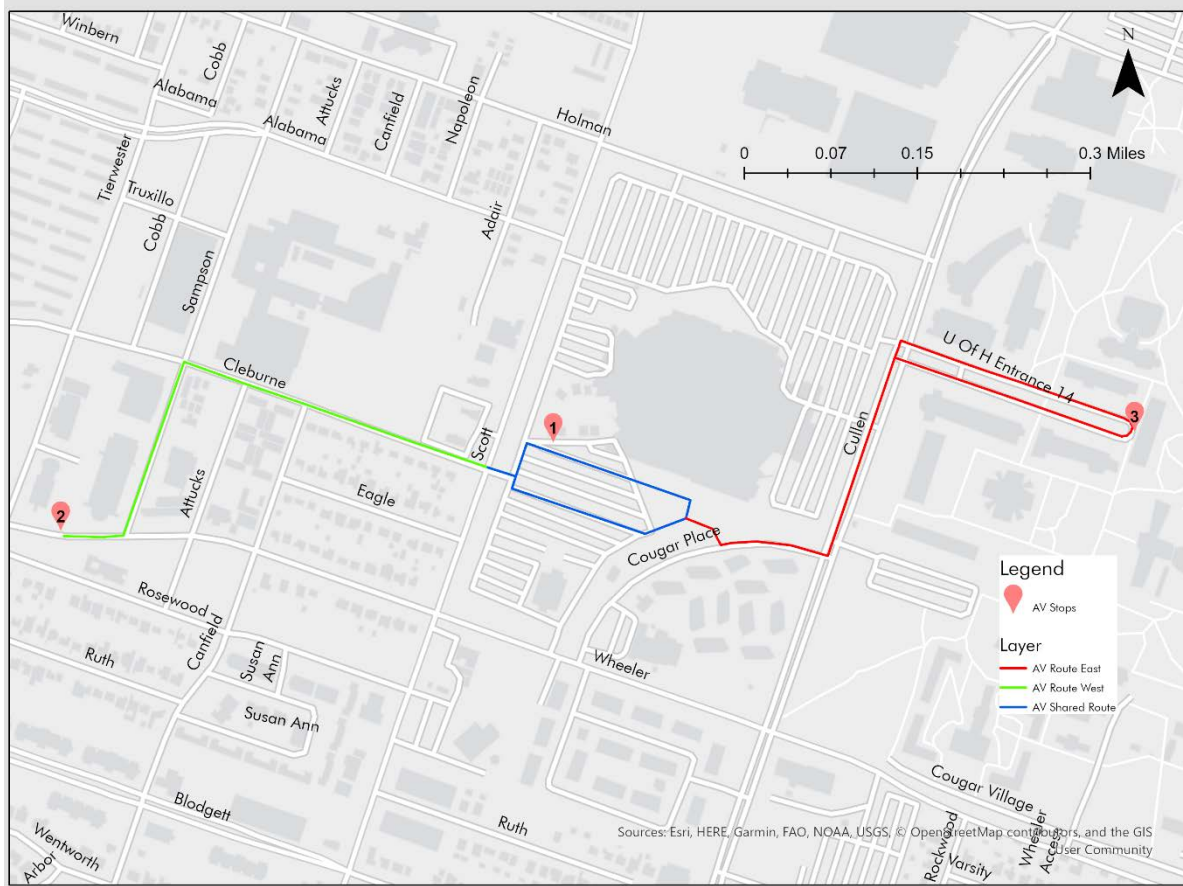 Winbern
Cobb
Alabama
Attucks
Alabama
Canfield
Napoleon
Holman
N
0
0.07
0.15
0.3 Miles
Tierwester
Truxillo
Cobb
Sampson
Adair
Cleburne
Scott
1
U Of H Entrance 14
3
Cullen
Attucks
Eagle
2
Cougar Place
Rosewood
Canfield
Susan
Ann
Ruth
Susan Ann
Wheeler
Legend
AV Stops
Layer
AV Route East
AV Route West
AV Shared Route
Blodgett
Wentworth
Arbor
Ruth
Cougar Village
Rockwood
Varsity
Wheeler
Access
Sources: Esri, HERE, Garmin, FAO, NOAA, USGS, © OpenStreetMap contributors, and the GIS
User Community